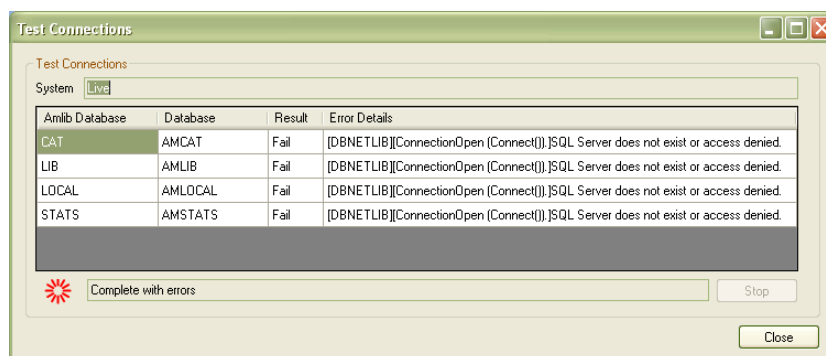 Test Connections
Test Connections
System Live
Amlib Database Database Result Error Details
CAT AMCAT Fail [DBNETLIB][ConnectionOpen (Connect()).]SQL Server does not exist or access denied.
LIB AMLIB Fail [DBNETLIB][ConnectionOpen (Connect()).]SQL Server does not exist or access denied.
LOCAL AMLOCAL Fail [DBNETLIB][ConnectionOpen (Connect()).]SQL Server does not exist or access denied.
STATS AMSTATS Fail [DBNETLIB][ConnectionOpen (Connect()).]SQL Server does not exist or access denied.
Complete with errors Stop
Close